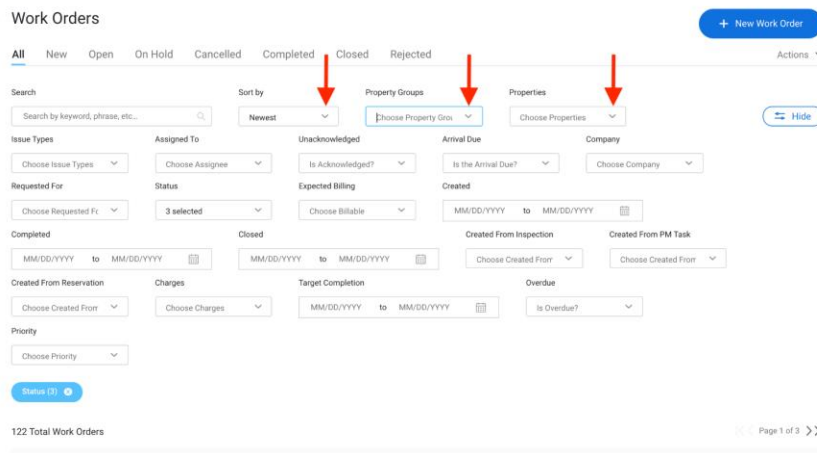 Work Orders
+ New Work Order
All New Open On Hold Cancelled Completed Closed Rejected Actions
Search Sort by Property Groups Properties
Search by keyword, phrase, etc... Newest Choose Property Grou Choose Properties Hide
Issue Types Assigned To Unacknowledged Arrival Due Company
Choose Issue Types Choose Assignee Is Acknowledged? Is the Arrival Due? Choose Company
Requested For Status Expected Billing Created
Choose Requested Fc 3 selected Choose Billable MM/DD/YYYY to MM/DD/YYYY
Completed Closed Created From Inspection Created From PM Task
MM/DD/YYYY to MM/DD/YYYY MM/DD/YYYY to MM/DD/YYYY Choose Created From Choose Created From
Created From Reservation Charges Target Completion Overdue
Choose Created From Choose Charges MM/DD/YYYY to MM/DD/YYYY Is Overdue?
Priority
Choose Priority
Status (3)
122 Total Work Orders Page 1 of 3